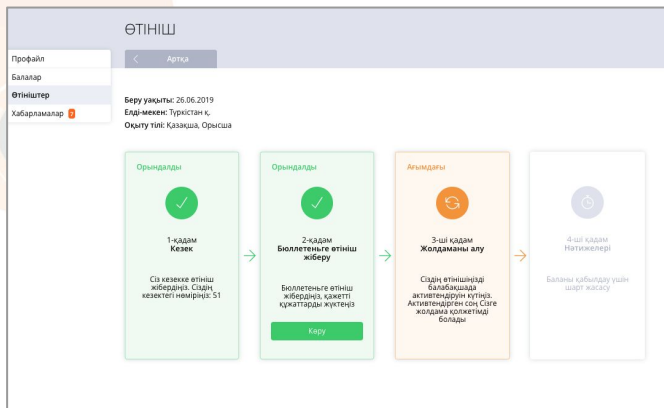 ӨТІНІШ
Артқа
Профайл
Балалар
Өтініштер
Хабарламалар 7
Беру уақыты: 26.06.2019
Елді-мекен: Түркістан қ.
Оқыту тілі: Қазақша, Орысша
Орындалды
1-қадам
Кезек
Сіз кезекке өтініш
жібердіңіз. Сіздің
кезектегі нөміріңіз: 51
Орындалды
2-қадам
Бюллетеньге өтініш
жіберу
Бюллетеньге өтініш
жібердіңіз, қажетті
құжаттарды жүктеңіз
Көру
Ағымдағы
3-ші қадам
Жолдаманы алу
Сіздің өтінішіңізді
балабақшада
активтендіруін күтіңіз.
Активтендірген соң Сізге
жолдама қолжетімді
болады
4-ші қадам
Нәтижелері
Баланы қабылдау үшін
шарт жасасу